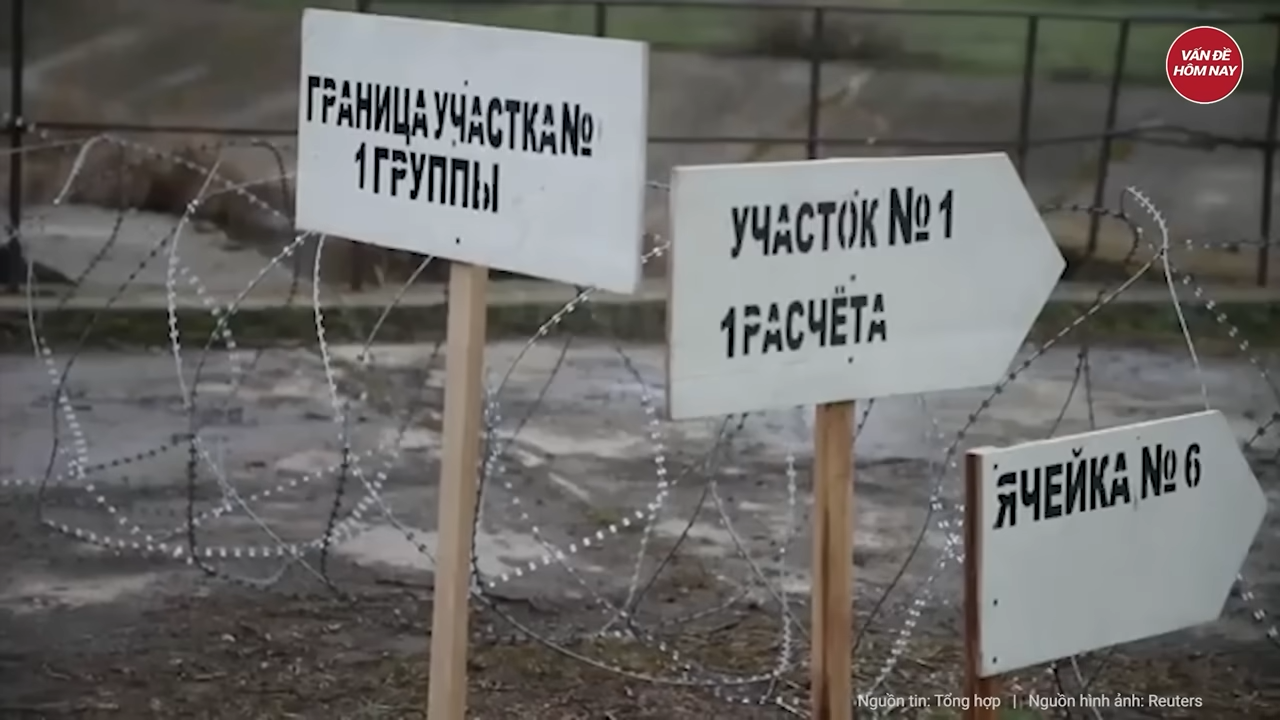 ГРАНИЦА УЧАСТКА №
1 ГРУППЫ
УЧАСТОК № 1
1 РАСЧЁТА
ЯЧЕЙКА № 6
VẤN ĐỀ
HÔM NAY
Nguồn tin: Tổng hợp | Nguồn hình ảnh: Reuters